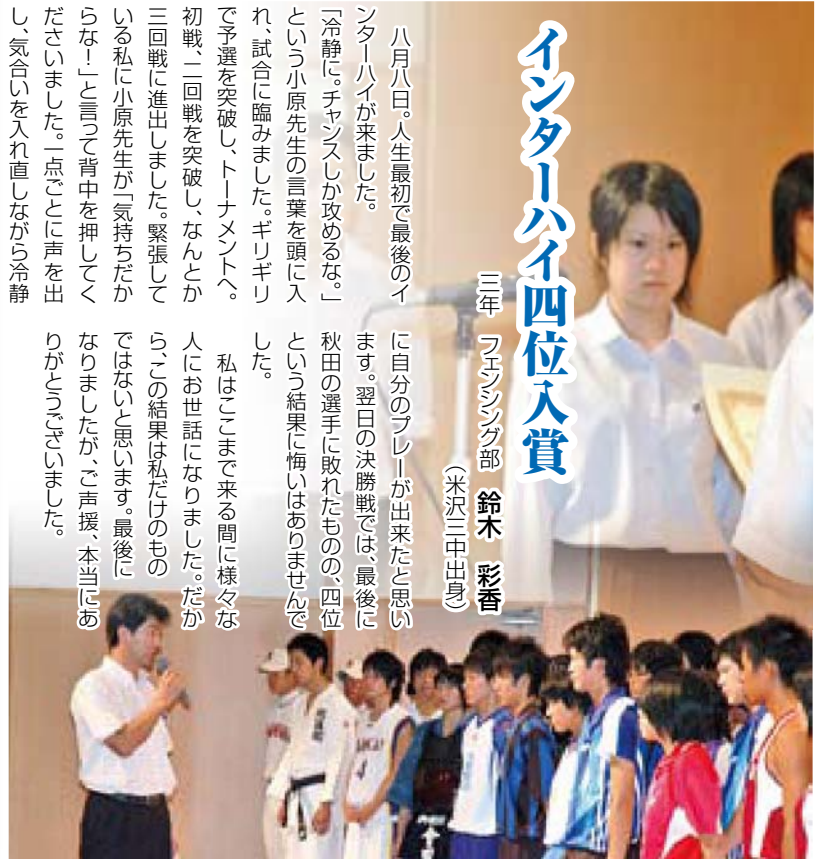 インターハイ四位入賞
三年　フェンシング部　鈴木　彩香
（米沢三中出身）
　八月八日。人生最初で最後のイ
ンターハイが来ました。
「冷静に。チャンスしか攻めるな。」
という小原先生の言葉を頭に入
れ、試合に臨みました。ギリギリ
で予選を突破し、トーナメントへ。
初戦、二回戦を突破し、なんとか
三回戦に進出しました。緊張して
いる私に小原先生が「気持ちだか
らな！」と言って背中を押してく
ださいました。一点ごとに声を出
し、気合いを入れ直しながら冷静
に自分のプレーが出来たと思い
ます。翌日の決勝戦では、最後に
秋田の選手に敗れたものの、四位
という結果に悔いはありませんで
した。
　私はここまで来る間に様々な
人にお世話になりました。だか
ら、この結果は私だけのもの
ではないと思います。最後に
なりましたが、ご声援、本当にあ
りがとうございました。
4